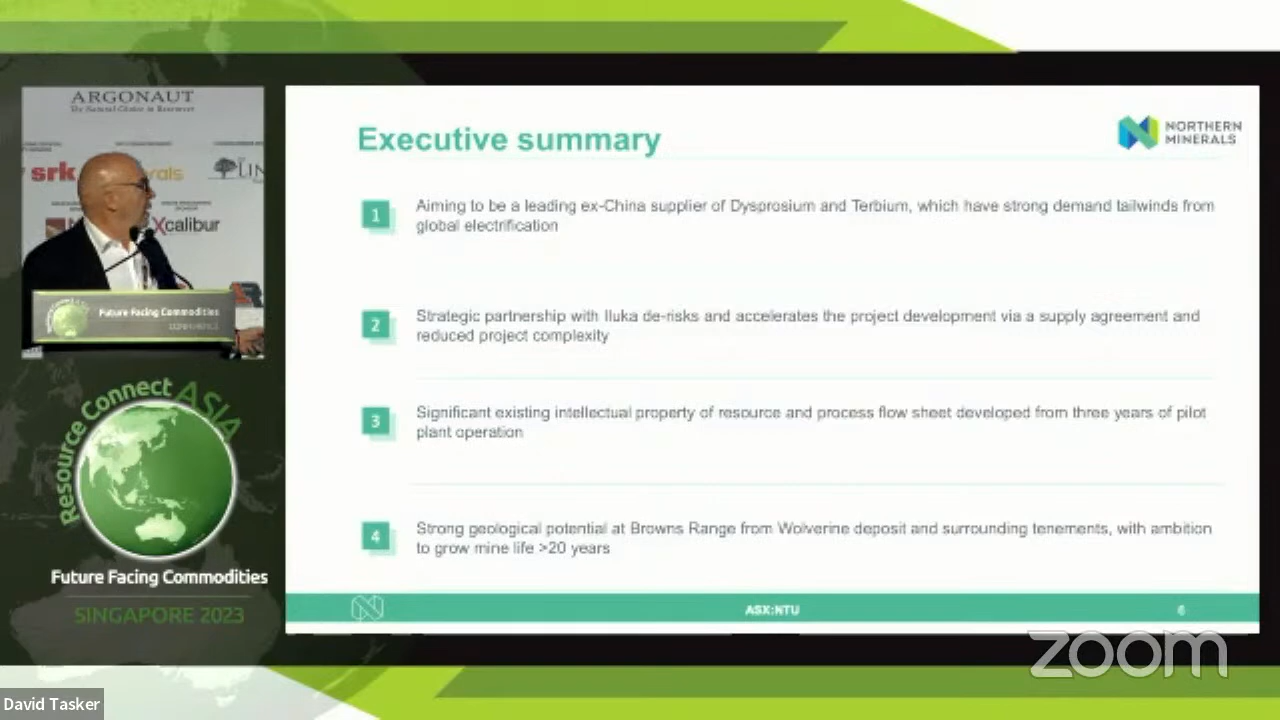 ARGONAUT
srk
Xcalibur
Future Facing Commodities
Resource Connect ASIA
Future Facing Commodities
SINGAPORE 2023
Executive summary
NORTHERN
MINERALS
1
Aiming to be a leading ex-China supplier of Dysprosium and Terbium, which have strong demand tailwinds from
global electrification
2
Strategic partnership with Iluka de-risks and accelerates the project development via a supply agreement and
reduced project complexity
3
Significant existing intellectual property of resource and process flow sheet developed from three years of pilot
plant operation
4
Strong geological potential at Browns Range from Wolverine deposit and surrounding tenements, with ambition
to grow mine life >20 years
ASX:NTU
6
zoom
David Tasker